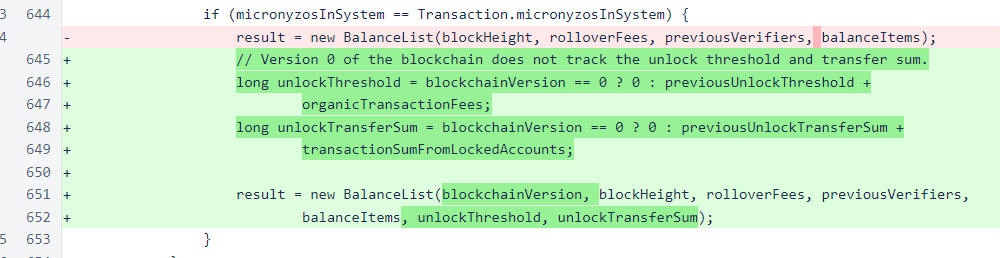 3 644 if (micronyzosInSystem == Transaction.micronyzosInSystem) {
4 - result = new BalanceList(blockHeight, rolloverFees, previousVerifiers, balanceItems);
645 + // Version 0 of the blockchain does not track the unlock threshold and transfer sum.
646 + long unlockThreshold = blockchainVersion == 0 ? 0 : previousUnlockThreshold +
647 + organicTransactionFees;
648 + long unlockTransferSum = blockchainVersion == 0 ? 0 : previousUnlockTransferSum +
649 + transactionSumFromLockedAccounts;
650 +
651 + result = new BalanceList(blockchainVersion, blockHeight, rolloverFees, previousVerifiers,
652 + balanceItems, unlockThreshold, unlockTransferSum);
5 653 }